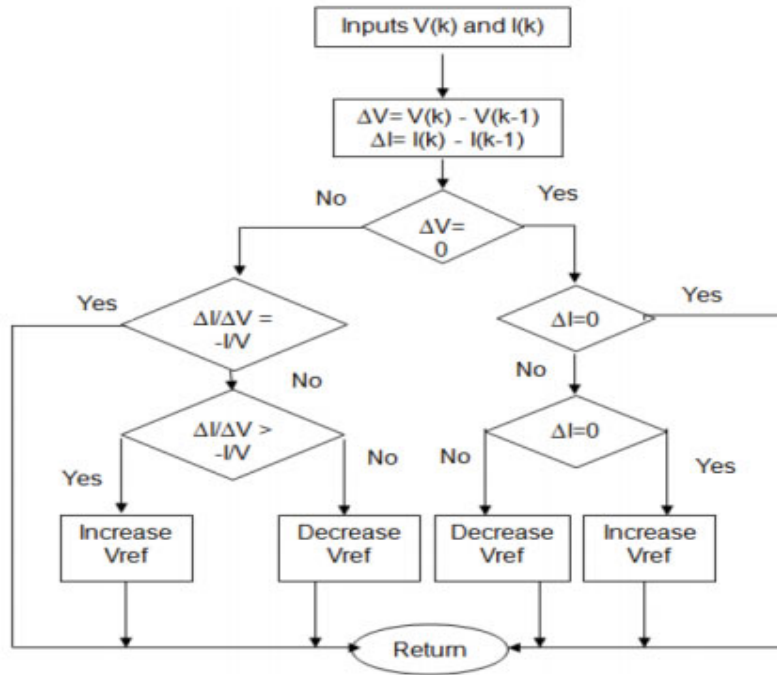 Inputs V(k) and I(k)
ΔV= V(k) - V(k-1)
ΔI= I(k) - I(k-1)
No
Yes
ΔV=
0
Yes
ΔI/ΔV =
-I/V
ΔI=0
Yes
No
No
ΔI/ΔV >
-I/V
ΔI=0
Yes
No
No
Yes
Increase
Vref
Decrease
Vref
Decrease
Vref
Increase
Vref
Return